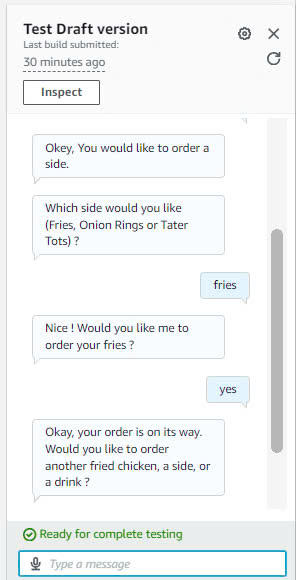 Test Draft version
Last build submitted:
30 minutes ago
Inspect
Okey, You would like to order a
side.
Which side would you like
(Fries, Onion Rings or Tater
Tots) ?
fries
Nice ! Would you like me to
order your fries ?
yes
Okay, your order is on its way.
Would you like to order
another fried chicken, a side, or
a drink ?
Ready for complete testing
Type a message